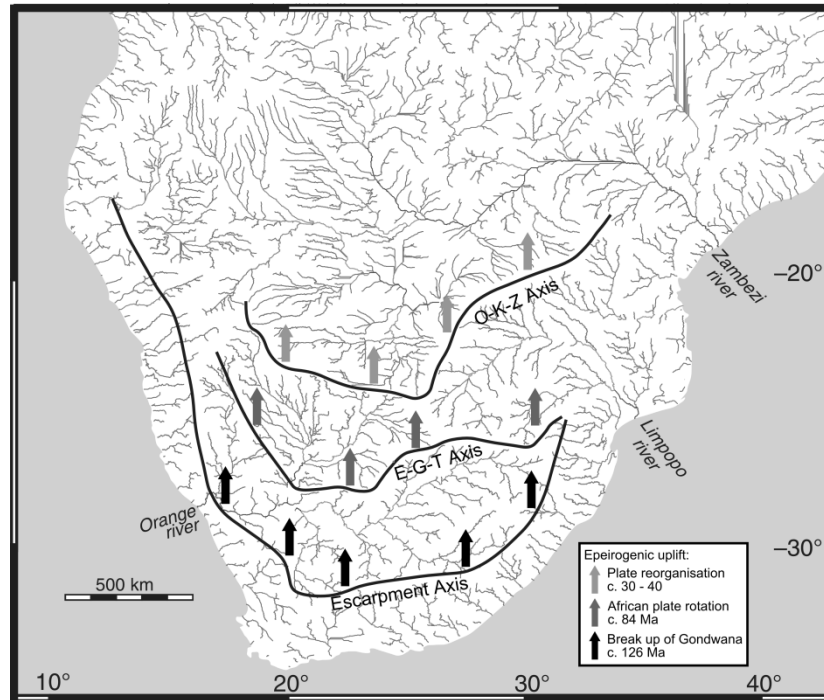 –20°
Zambezi
river
O-K-Z Axis
Limpopo
river
E-G-T Axis
Orange
river
–30°
Escarpment Axis
500 km
Epeirogenic uplift:
Plate reorganisation
c. 30 - 40
African plate rotation
c. 84 Ma
Break up of Gondwana
c. 126 Ma
10°
20°
30°
40°